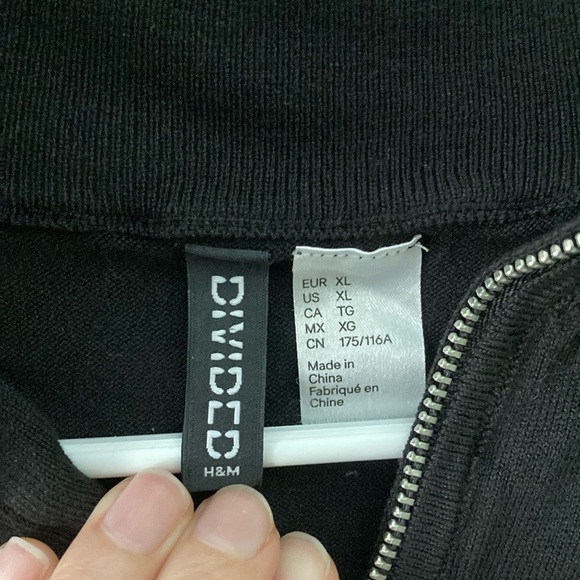 DIVIDED
H&M
EUR XL
US XL
CA TG
MX XG
CN 175/116A
Made in
China
Fabriqué en
Chine